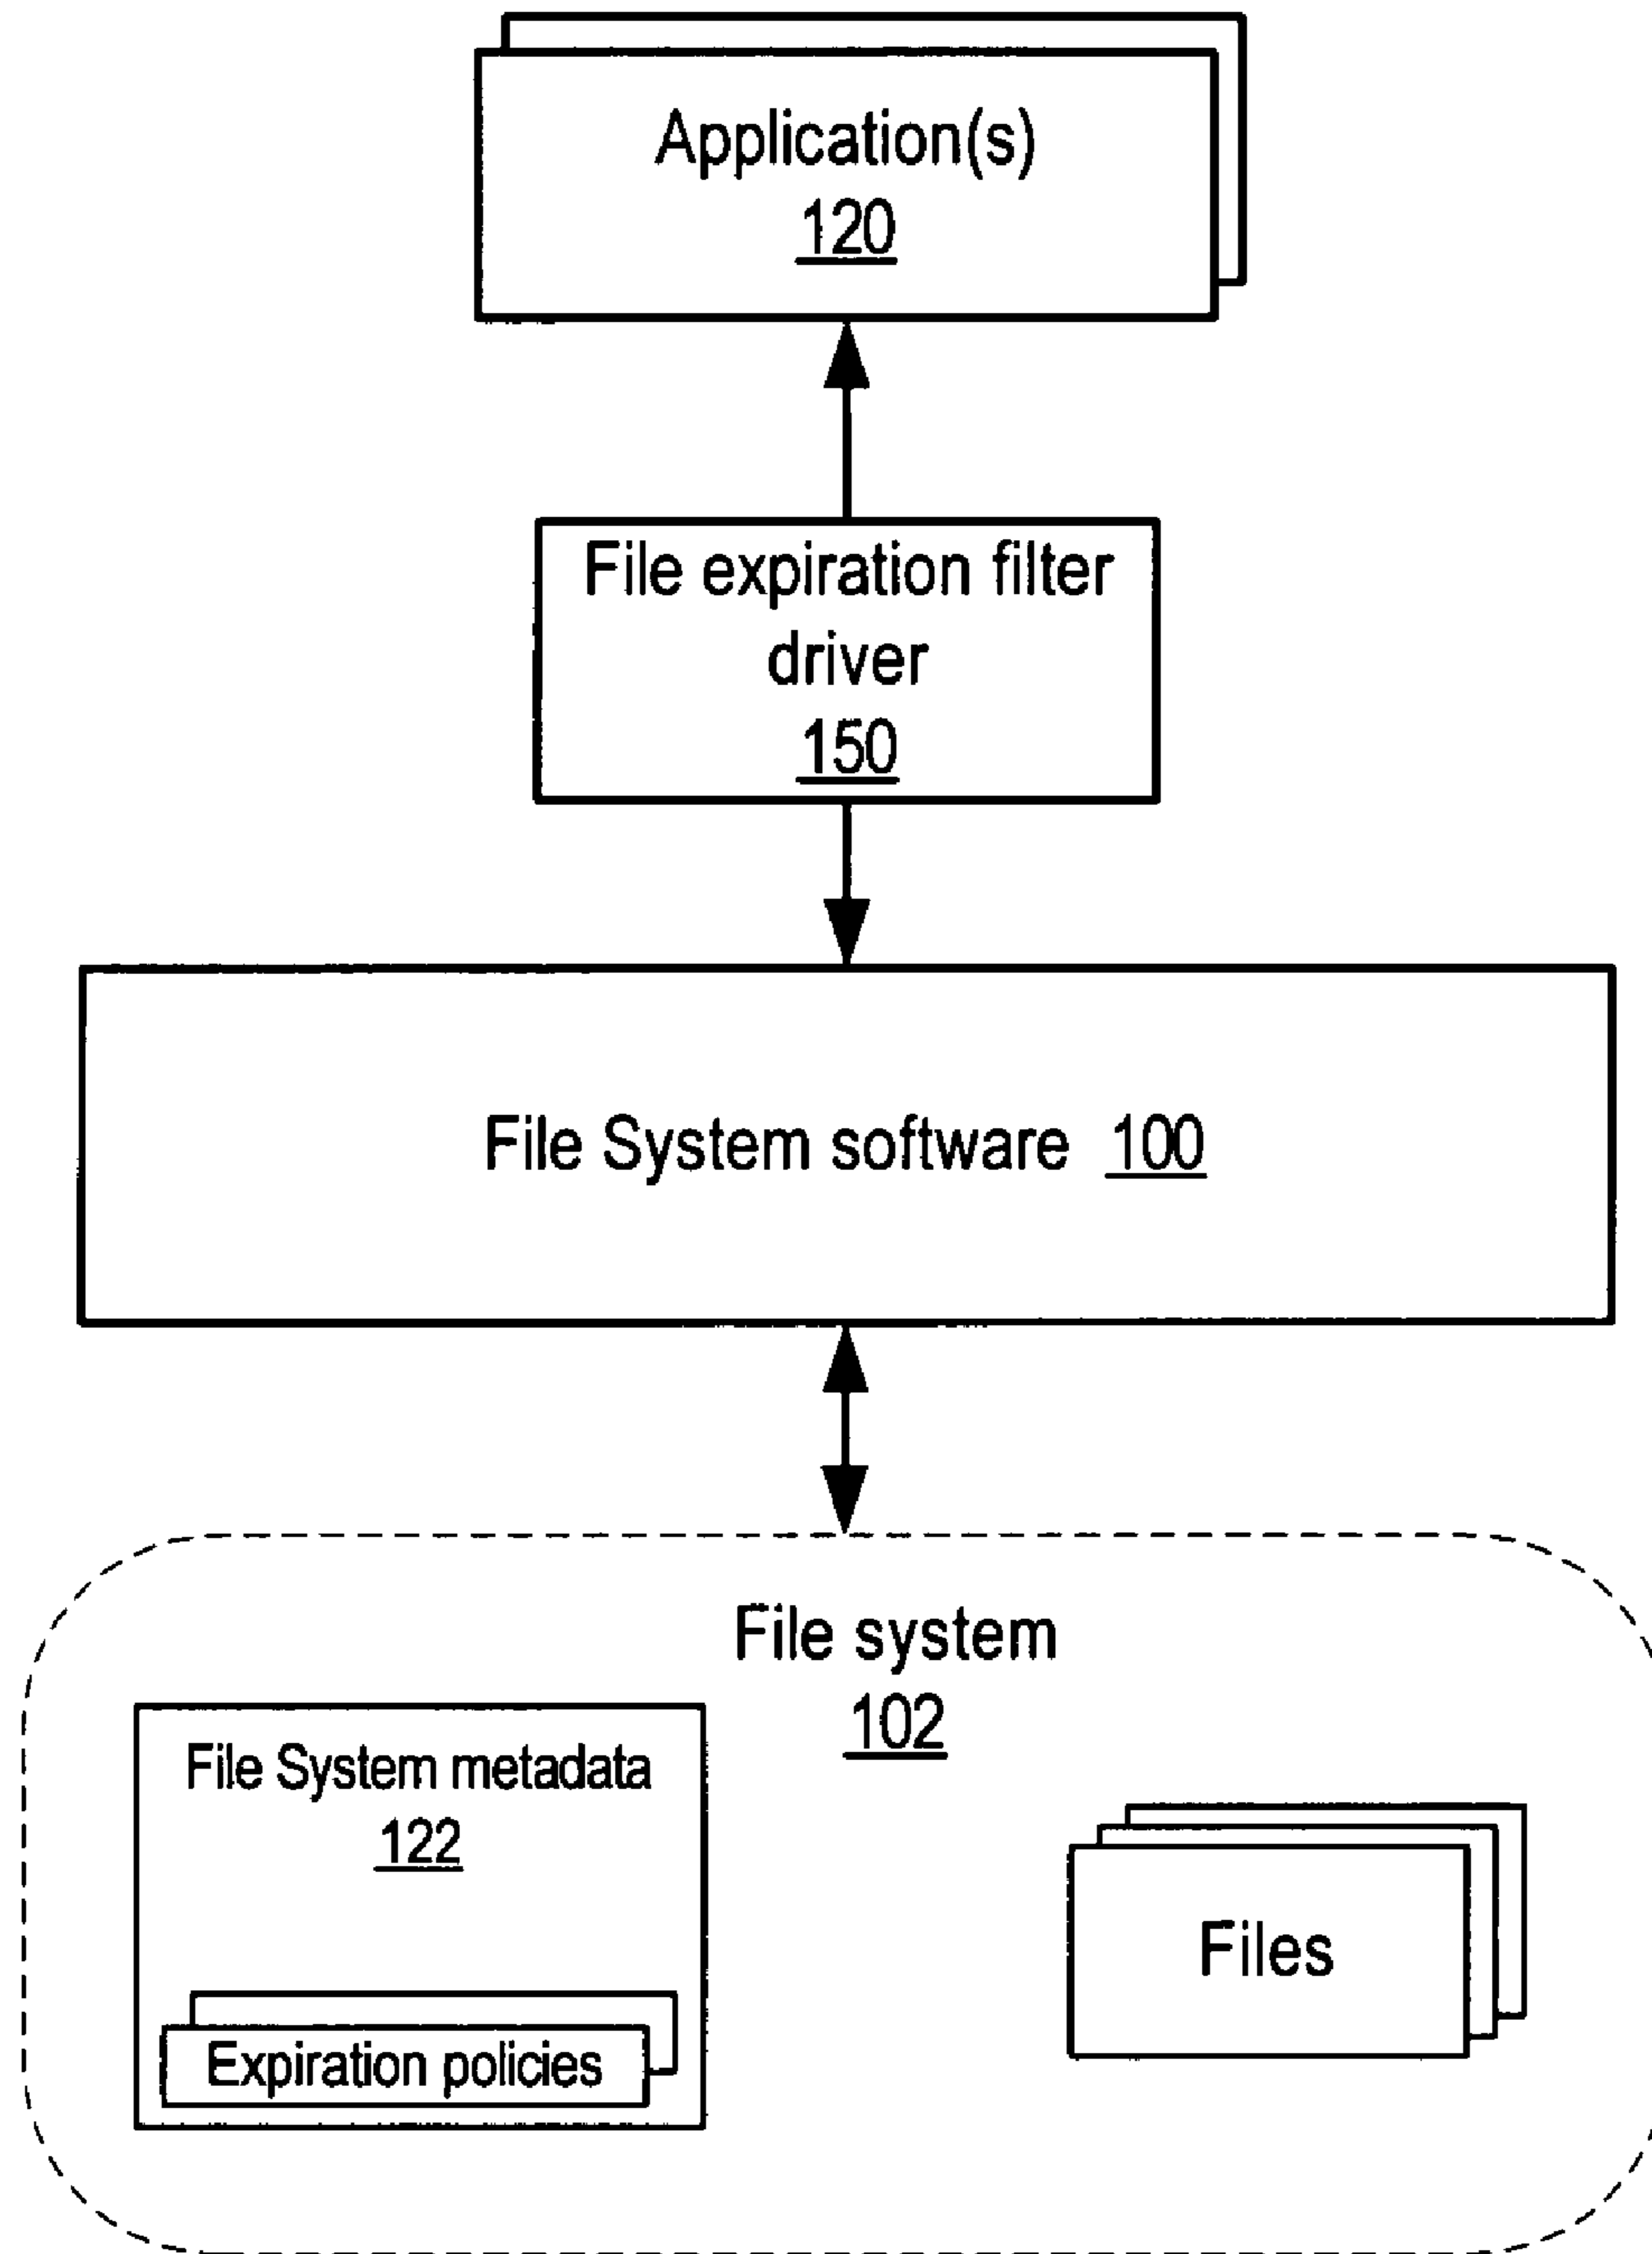 Application(s)
120
File expiration filter
driver
150
File System software 100
File system
102
File System metadata
122
Files
Expiration policies